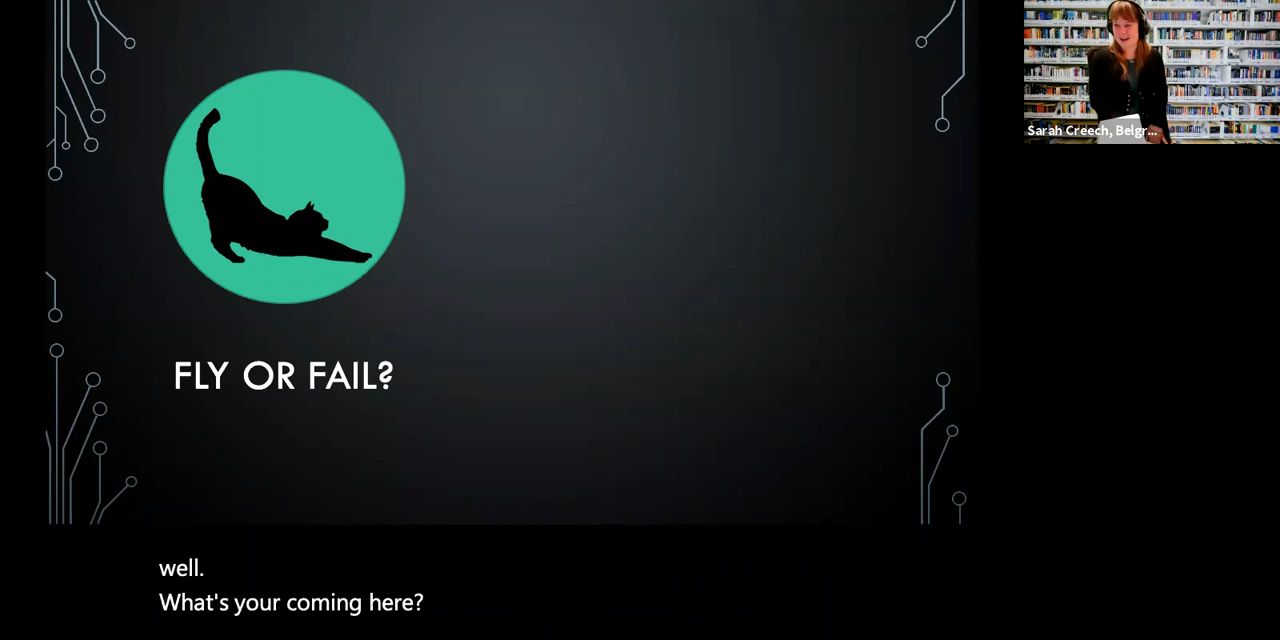 Sarah Creech, Belgr...
FLY OR FAIL?
well.
What's your coming here?